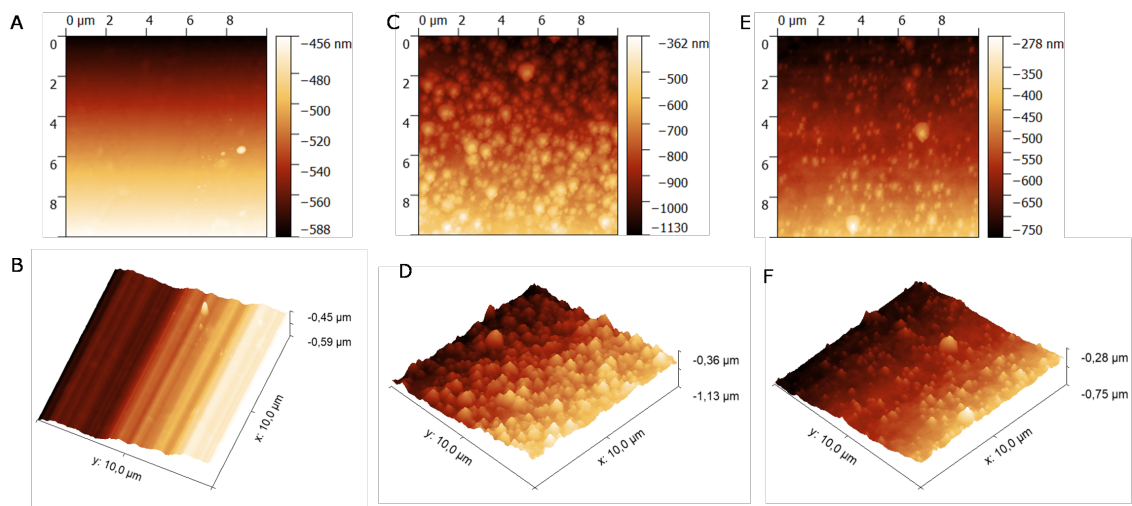 A
0 µm 2 4 6 8
0
2
4
6
8
−456 nm
−480
−500
−520
−540
−560
−588
C
0 µm 2 4 6 8
0
2
4
6
8
−362 nm
−500
−600
−700
−800
−900
−1000
−1130
E
0 µm 2 4 6 8
0
2
4
6
8
−278 nm
−350
−400
−450
−500
−550
−600
−650
−750
B
-0,45 µm
-0,59 µm
x: 10,0 µm
y: 10,0 µm
D
-0,36 µm
-1,13 µm
x: 10,0 µm
y: 10,0 µm
F
-0,28 µm
-0,75 µm
x: 10,0 µm
y: 10,0 µm